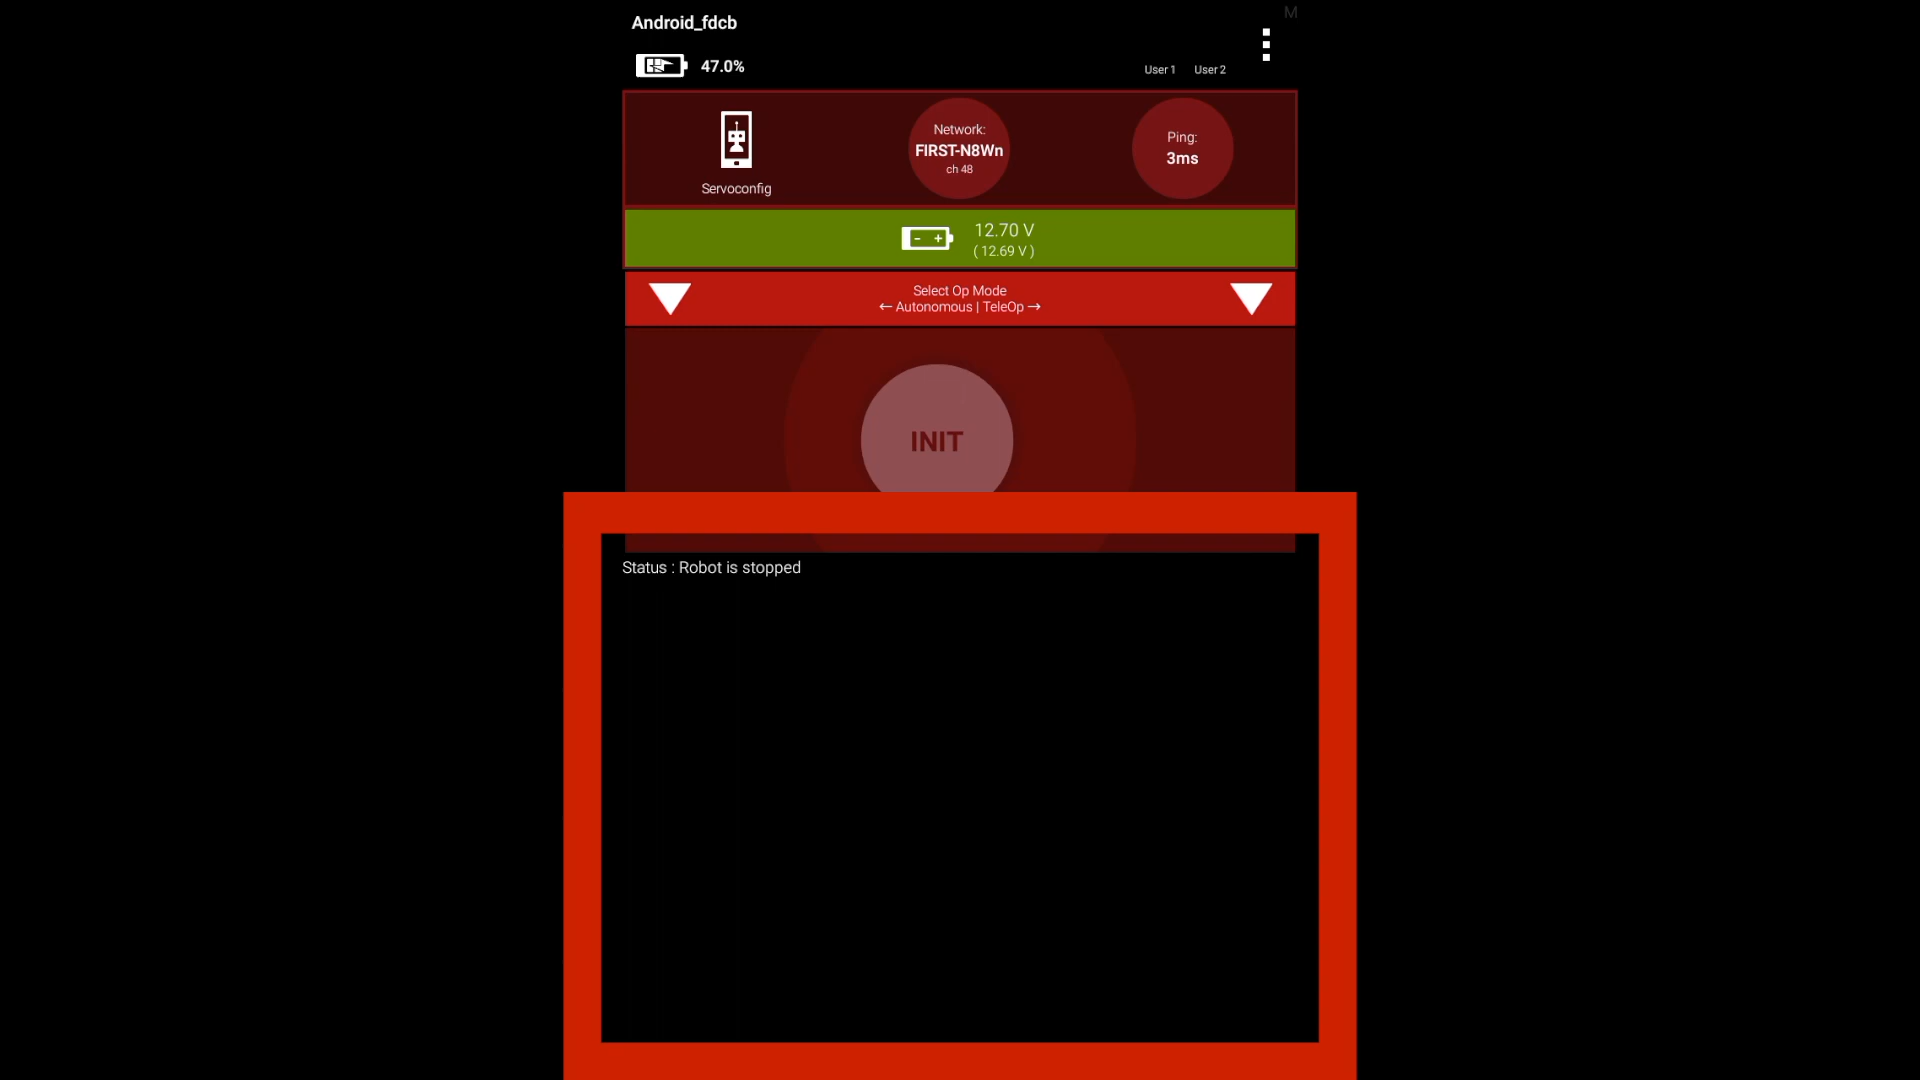 M
Android_fdcb
47.0%
User 1 User 2
Servoconfig
Network:
FIRST-N8Wn
ch 48
Ping:
3ms
12.70 V
( 12.69 V )
Select Op Mode
← Autonomous | TeleOp →
INIT
Status : Robot is stopped